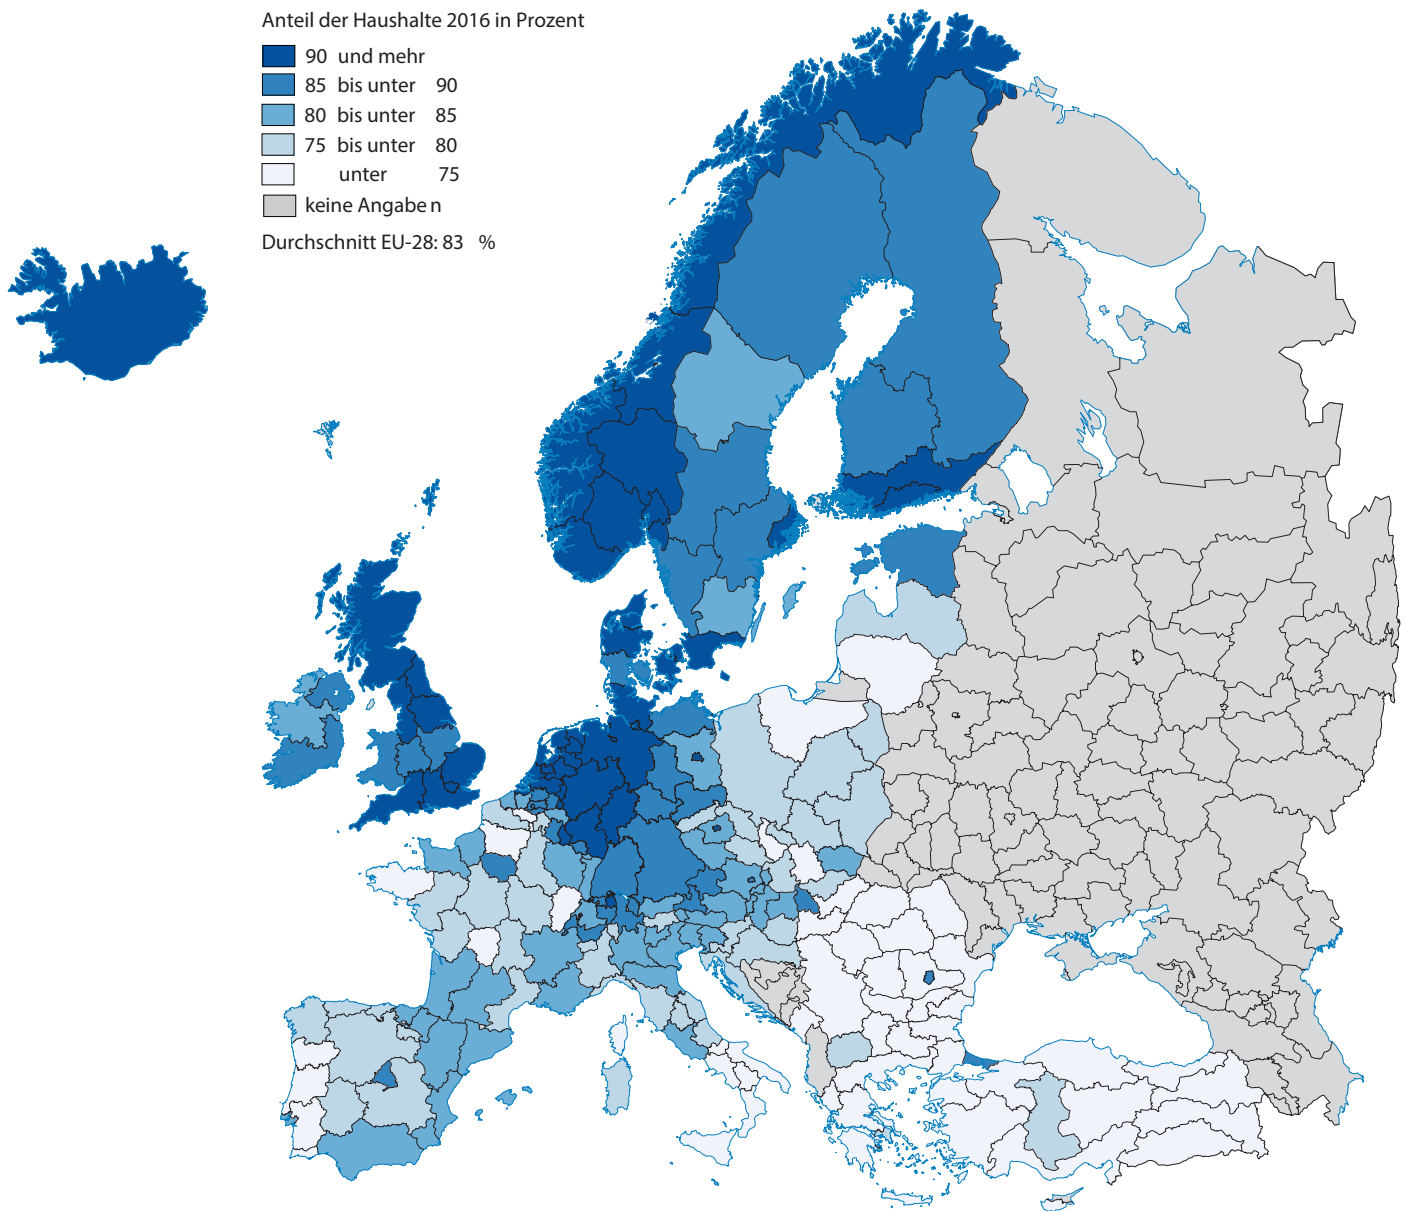 Anteil der Haushalte 2016 in Prozent
90 und mehr
85 bis unter 90
80 bis unter 85
75 bis unter 80
unter 75
keine Angaben
Durchschnitt EU-28: 83 %